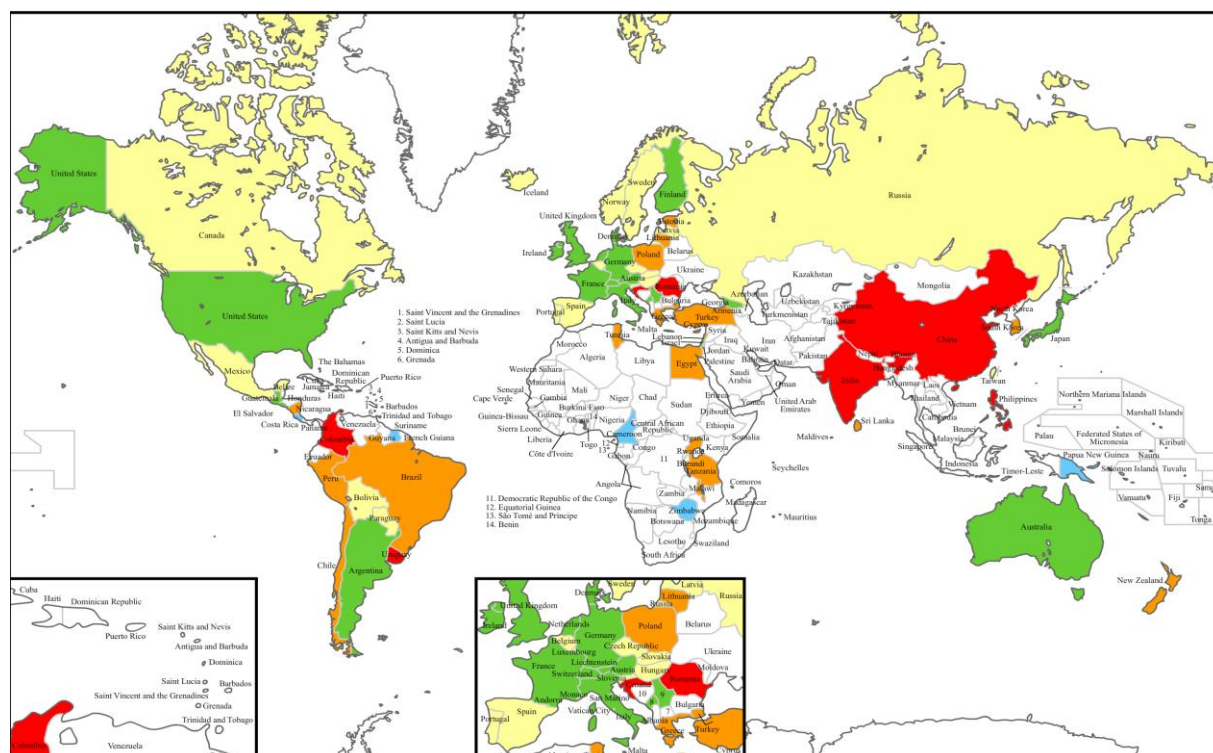 United States
Canada
United States
Mexico
Iceland
Norway
Sweden
Finland
Russia
United Kingdom
Ireland
Estonia
Latvia
Lithuania
Belarus
Poland
Germany
Ukraine
Kazakhstan
Mongolia
France
Austria
Romania
Italy
Bulgaria
Georgia
Azerbaijan
Uzbekistan
Kyrgyzstan
Portugal
Spain
Greece
Turkey
Armenia
Turkmenistan
Tajikistan
China
South Korea
Japan
1. Saint Vincent and the Grenadines
2. Saint Lucia
3. Saint Kitts and Nevis
4. Antigua and Barbuda
5. Dominica
6. Grenada
Malta
Cyprus
Syria
Tunisia
Lebanon
Israel
Iraq
Iran
Afghanistan
Morocco
Algeria
Libya
Egypt
Jordan
Palestine
Kuwait
Bahrain
Qatar
Pakistan
Nepal
Bhutan
Bangladesh
India
Taiwan
The Bahamas
Cuba
Dominican
Republic
Puerto Rico
Belize
Jamaica
Haiti
Guatemala
Honduras
El Salvador
Nicaragua
Costa Rica
Panama
Barbados
Trinidad and Tobago
Western Sahara
Mauritania
Senegal
Cape Verde
Gambia
Guinea-Bissau
Guinea
Sierra Leone
Liberia
Côte d'Ivoire
Mali
Burkina Faso
Ghana
Togo
Niger
Nigeria
Chad
Sudan
Eritrea
Djibouti
Ethiopia
Somalia
Saudi
Arabia
Yemen
Oman
United Arab
Emirates
Myanmar
Laos
Thailand
Vietnam
Cambodia
Philippines
Northern Mariana Islands
Marshall Islands
Venezuela
Guyana
Suriname
French Guiana
Colombia
Ecuador
Peru
Brazil
Bolivia
Paraguay
Uruguay
Chile
Argentina
Cameroon
Central African
Republic
Gabon
Congo
11
12
13
14
Uganda
Kenya
Rwanda
Burundi
Tanzania
Angola
Zambia
Malawi
Zimbabwe
Namibia
Botswana
Mozambique
Madagascar
Comoros
Seychelles
Mauritius
Lesotho
Swaziland
South Africa
Sri Lanka
Maldives
Brunei
Malaysia
Singapore
Indonesia
Timor-Leste
Palau
Federated States of
Micronesia
Kiribati
Papua New Guinea
Nauru
Solomon Islands
Tuvalu
Vanuatu
Fiji
Tonga
Australia
New Zealand
11. Democratic Republic of the Congo
12. Equatorial Guinea
13. São Tomé and Príncipe
14. Benin
Cuba
Haiti
Dominican Republic
Puerto Rico
Saint Kitts and Nevis
Antigua and Barbuda
Dominica
Saint Lucia
Barbados
Saint Vincent and the Grenadines
Grenada
Trinidad and Tobago
Colombia
Venezuela
Sweden
Latvia
Denmark
Lithuania
Russia
Russia
United Kingdom
Ireland
Netherlands
Germany
Poland
Belarus
Belgium
Luxembourg
Czech Republic
Ukraine
Slovakia
France
Liechtenstein
Switzerland
Austria
Hungary
Moldova
Slovenia
Croatia
Romania
10
9
8
7
Monaco
San Marino
Andorra
Vatican City
Italy
Bulgaria
Albania
Portugal
Spain
Greece
Turkey
Malta
Cyprus